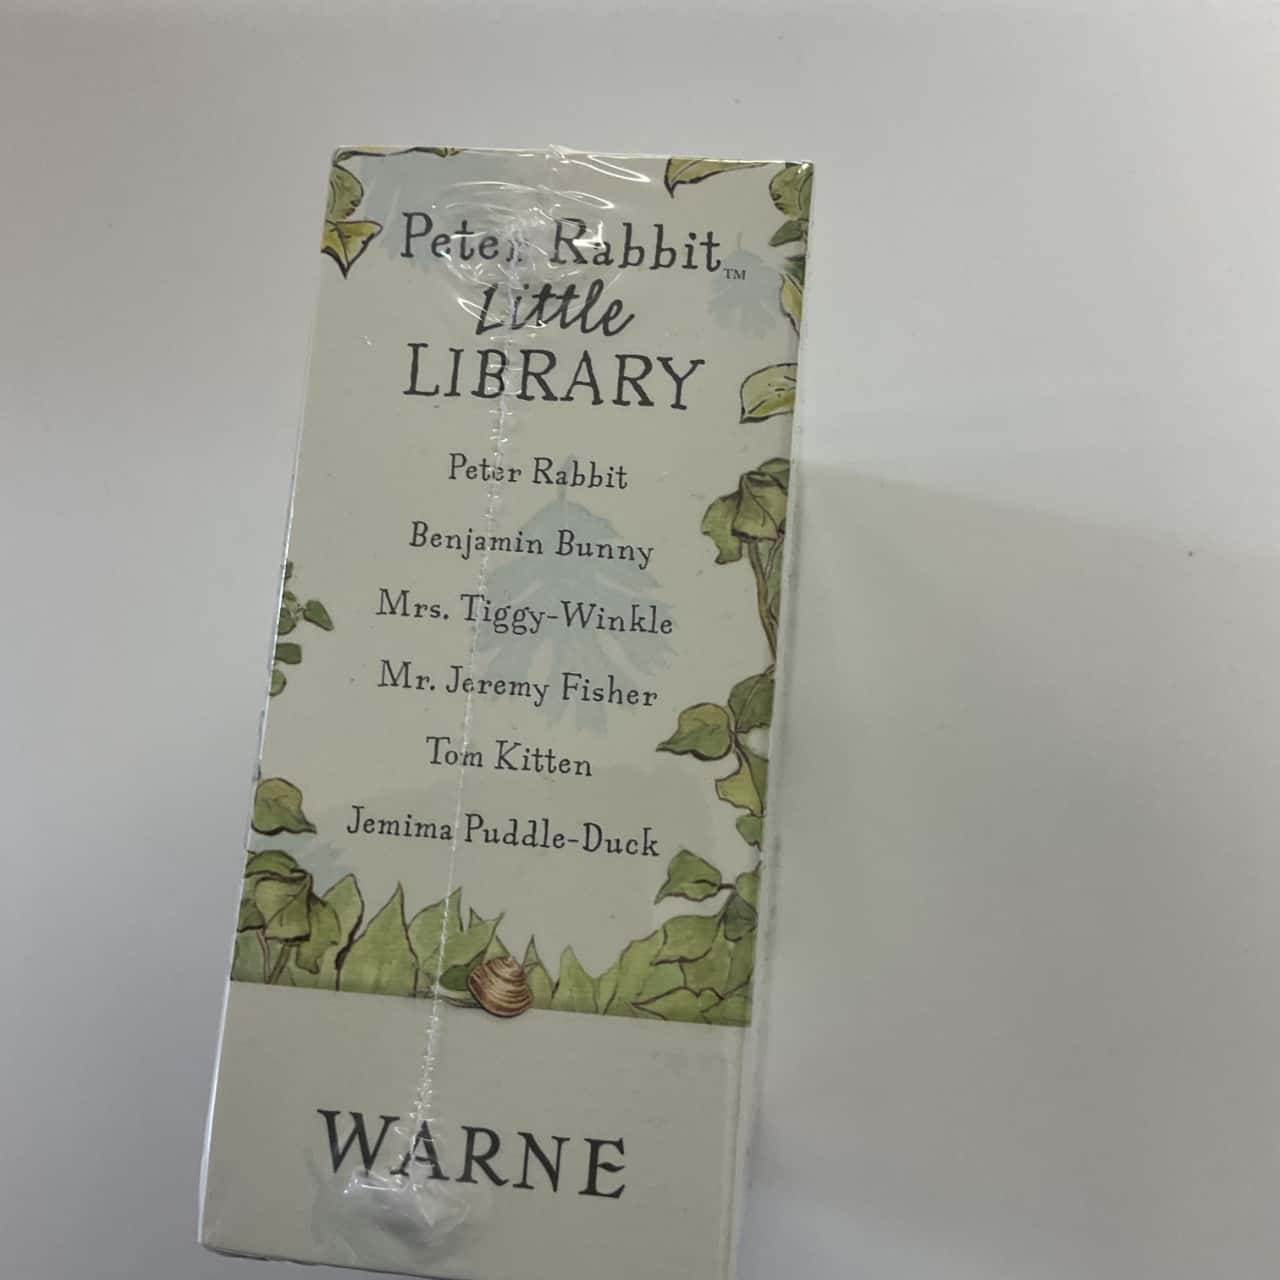 Peter Rabbit™
Little
LIBRARY
Peter Rabbit
Benjamin Bunny
Mrs. Tiggy-Winkle
Mr. Jeremy Fisher
Tom Kitten
Jemima Puddle-Duck
WARNE